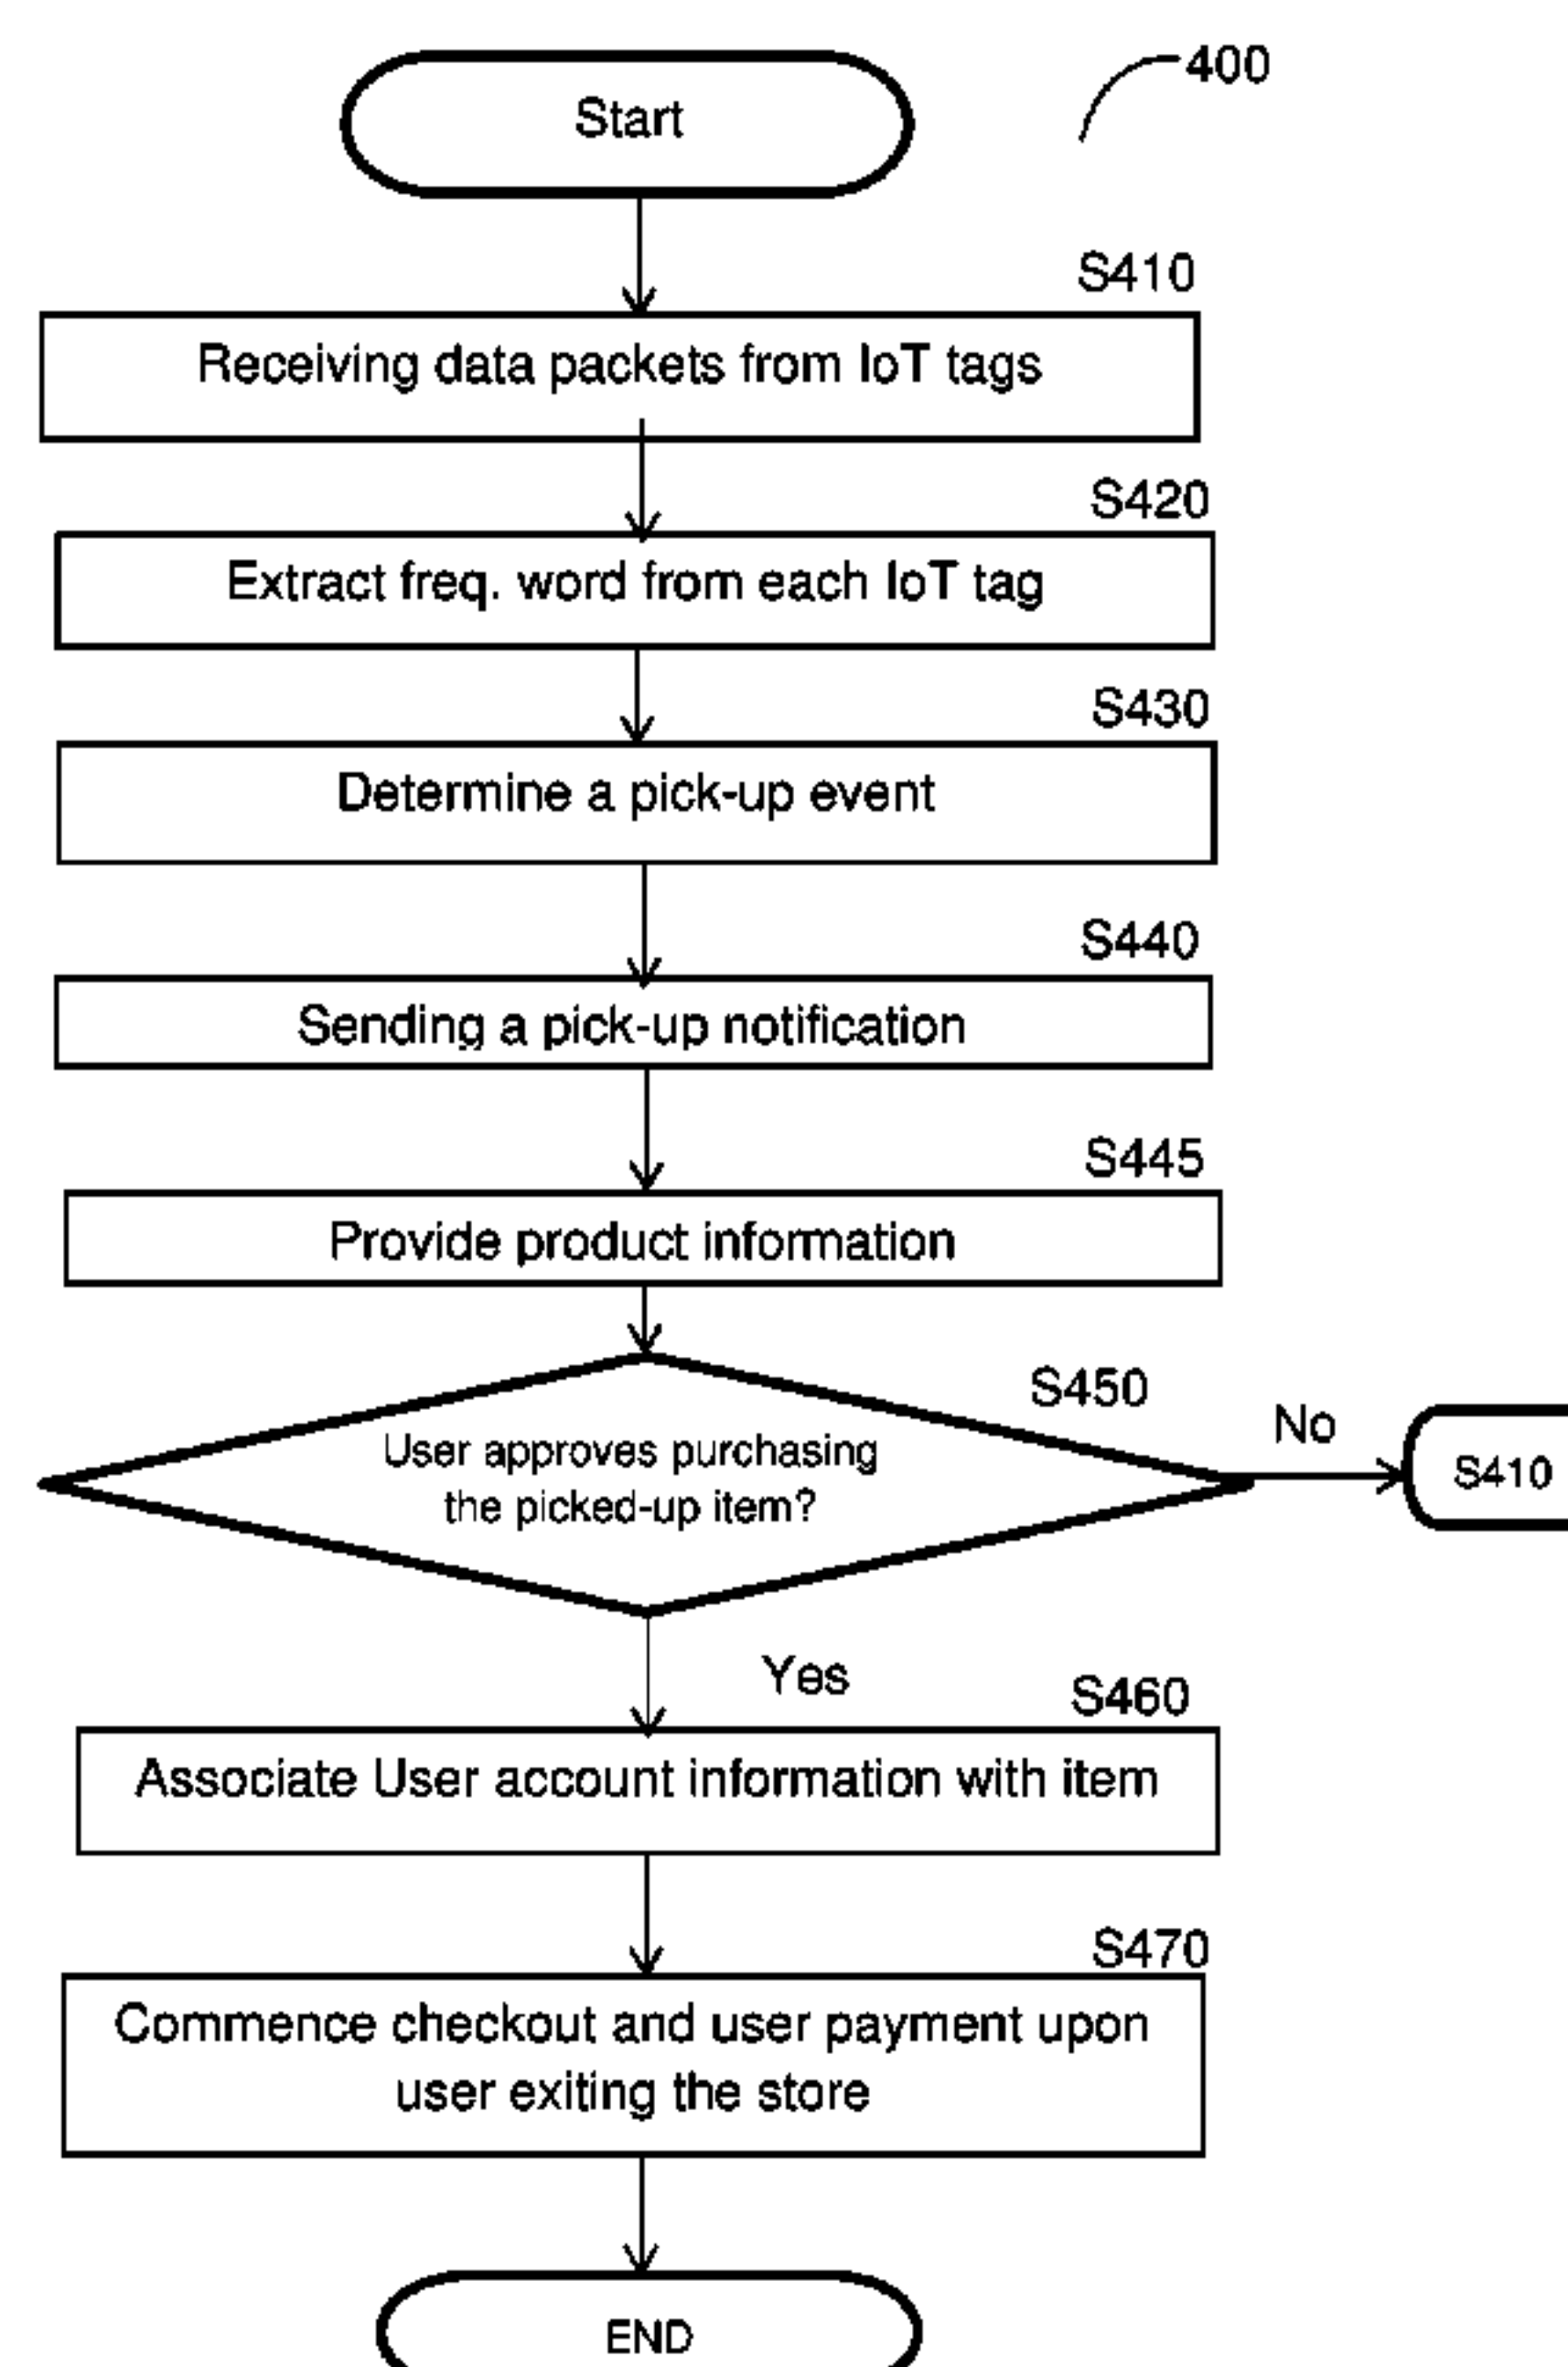 Start
400
S410
Receiving data packets from IoT tags
S420
Extract freq. word from each IoT tag
S430
Determine a pick-up event
S440
Sending a pick-up notification
S445
Provide product information
S450
User approves purchasing
the picked-up item?
No
S410
Yes
S460
Associate User account information with item
S470
Commence checkout and user payment upon
user exiting the store
END